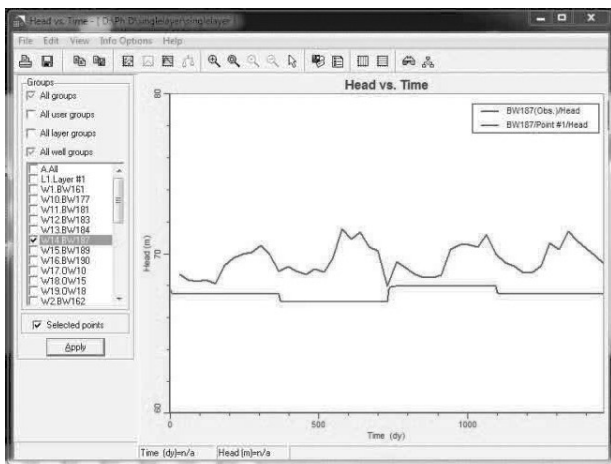 Head vs. Time - [ D:\Ph.D\singlelayer\singlelayer
File Edit View Info Options Help
Groups
All groups
All user groups
All layer groups
All well groups
A.All
L1.Layer #1
W1.BW161
W10.BW177
W11.BW181
W12.BW183
W13.BW184
W14.BW187
W15.BW189
W16.BW190
W17.OW10
W18.OW15
W19.OW18
W2.BW162
Selected points
Apply
Head vs. Time
BW187(Obs.)/Head
BW187/Point #1/Head
80
70
60
Head (m)
0
500
1000
Time (dy)
Time (dy)=n/a
Head (m)=n/a